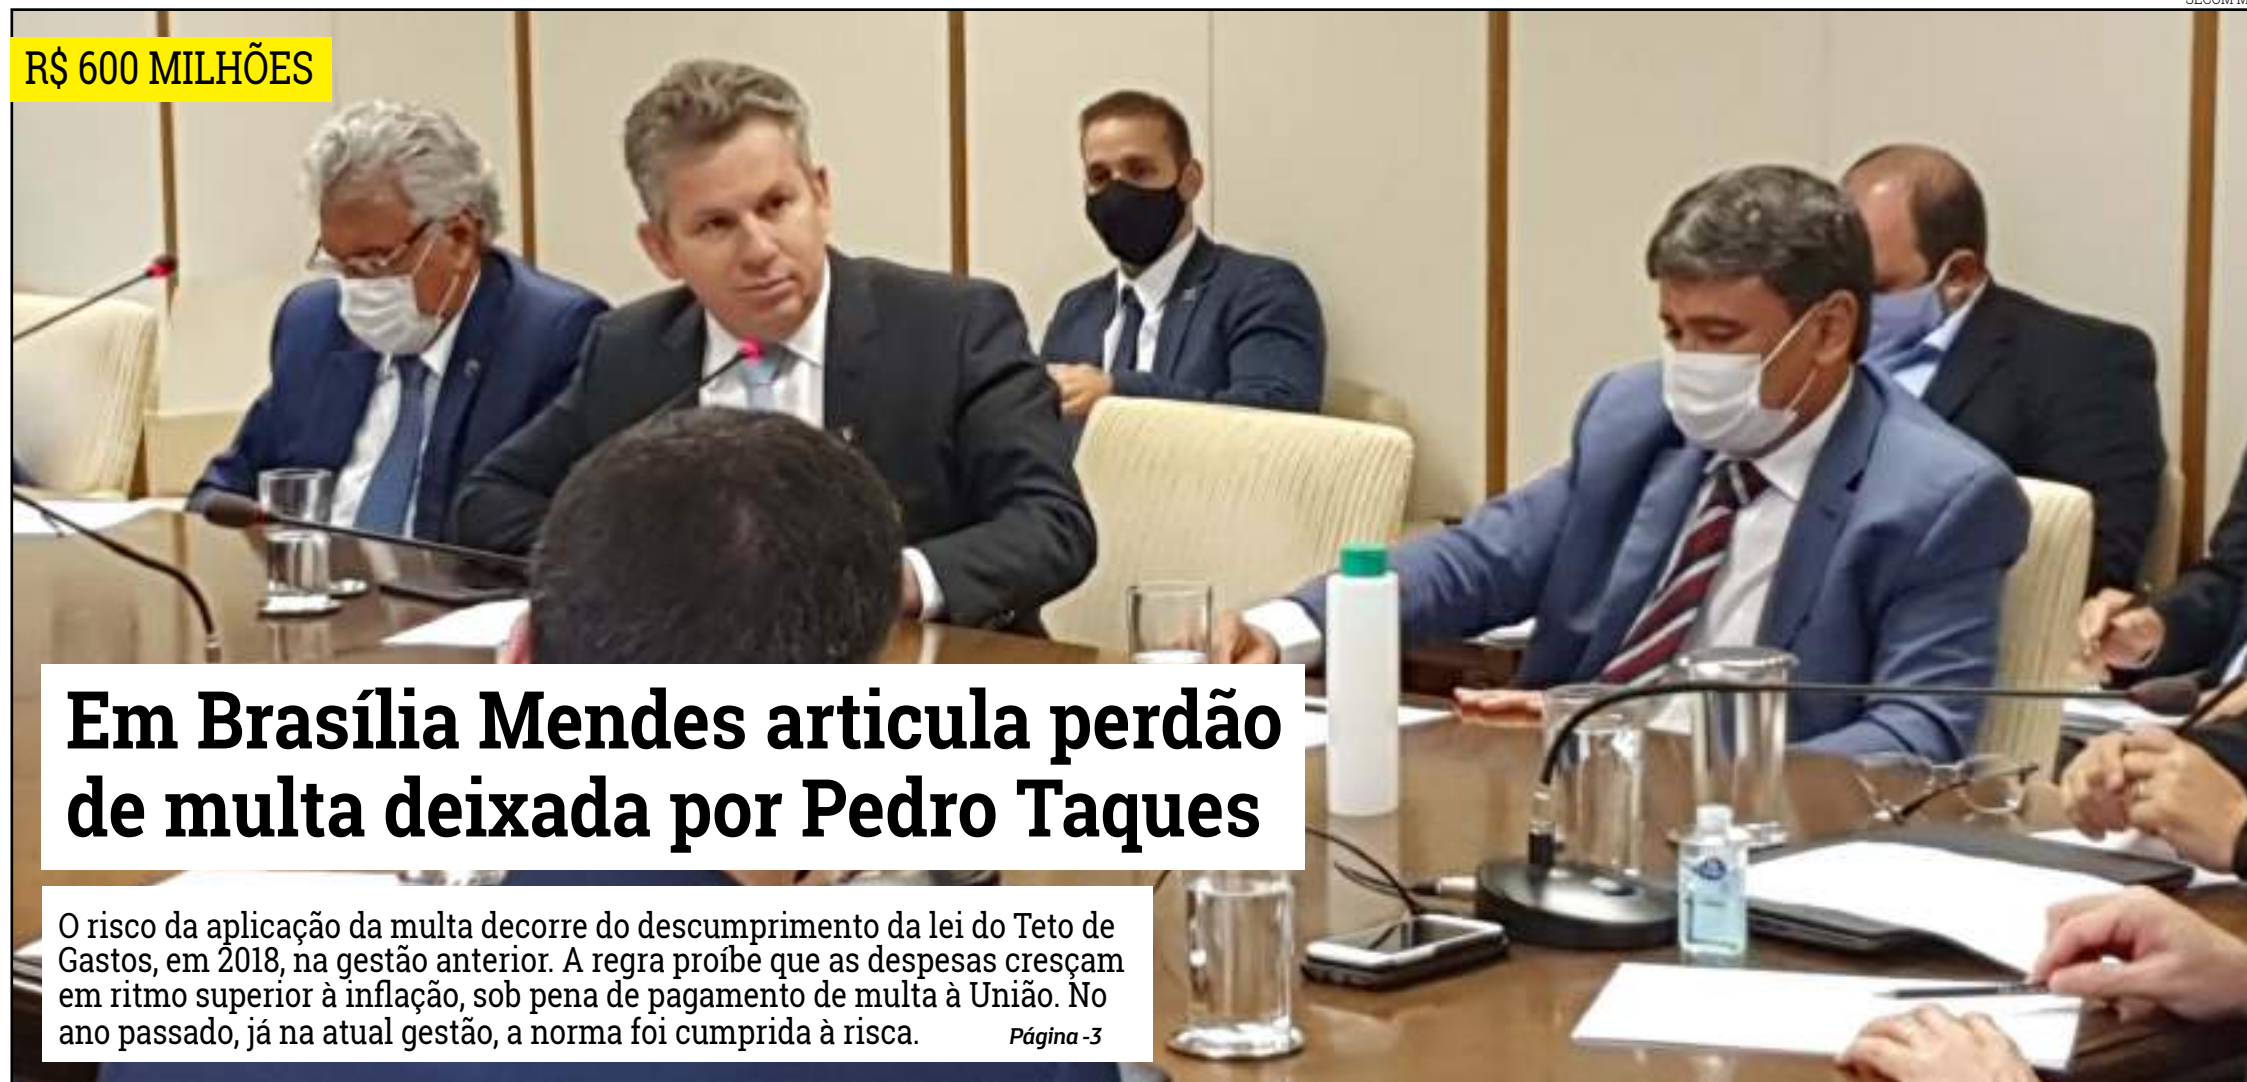 R$ 600 MILHÕES
Em Brasília Mendes articula perdão
de multa deixada por Pedro Taques
O risco da aplicação da multa decorre do descumprimento da lei do Teto de
Gastos, em 2018, na gestão anterior. A regra proíbe que as despesas cresçam
em ritmo superior à inflação, sob pena de pagamento de multa à União. No
ano passado, já na atual gestão, a norma foi cumprida à risca.
Página -3